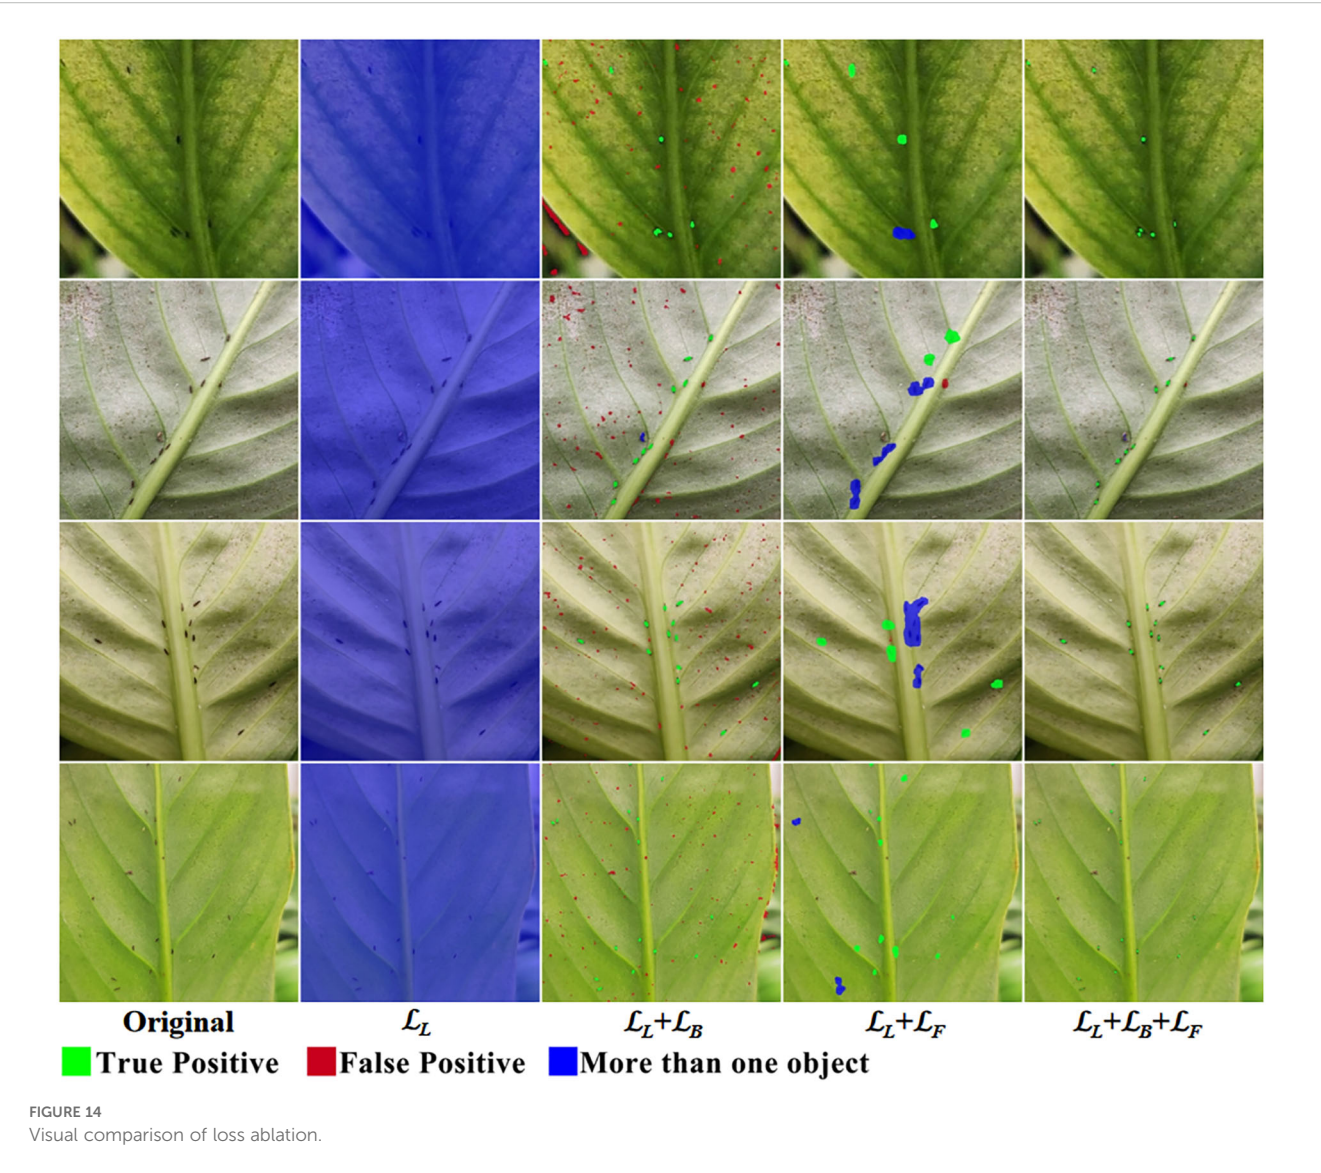 Original ℒL ℒL+ℒB ℒL+ℒF ℒL+ℒB+ℒF
True Positive False Positive More than one object
FIGURE 14
Visual comparison of loss ablation.